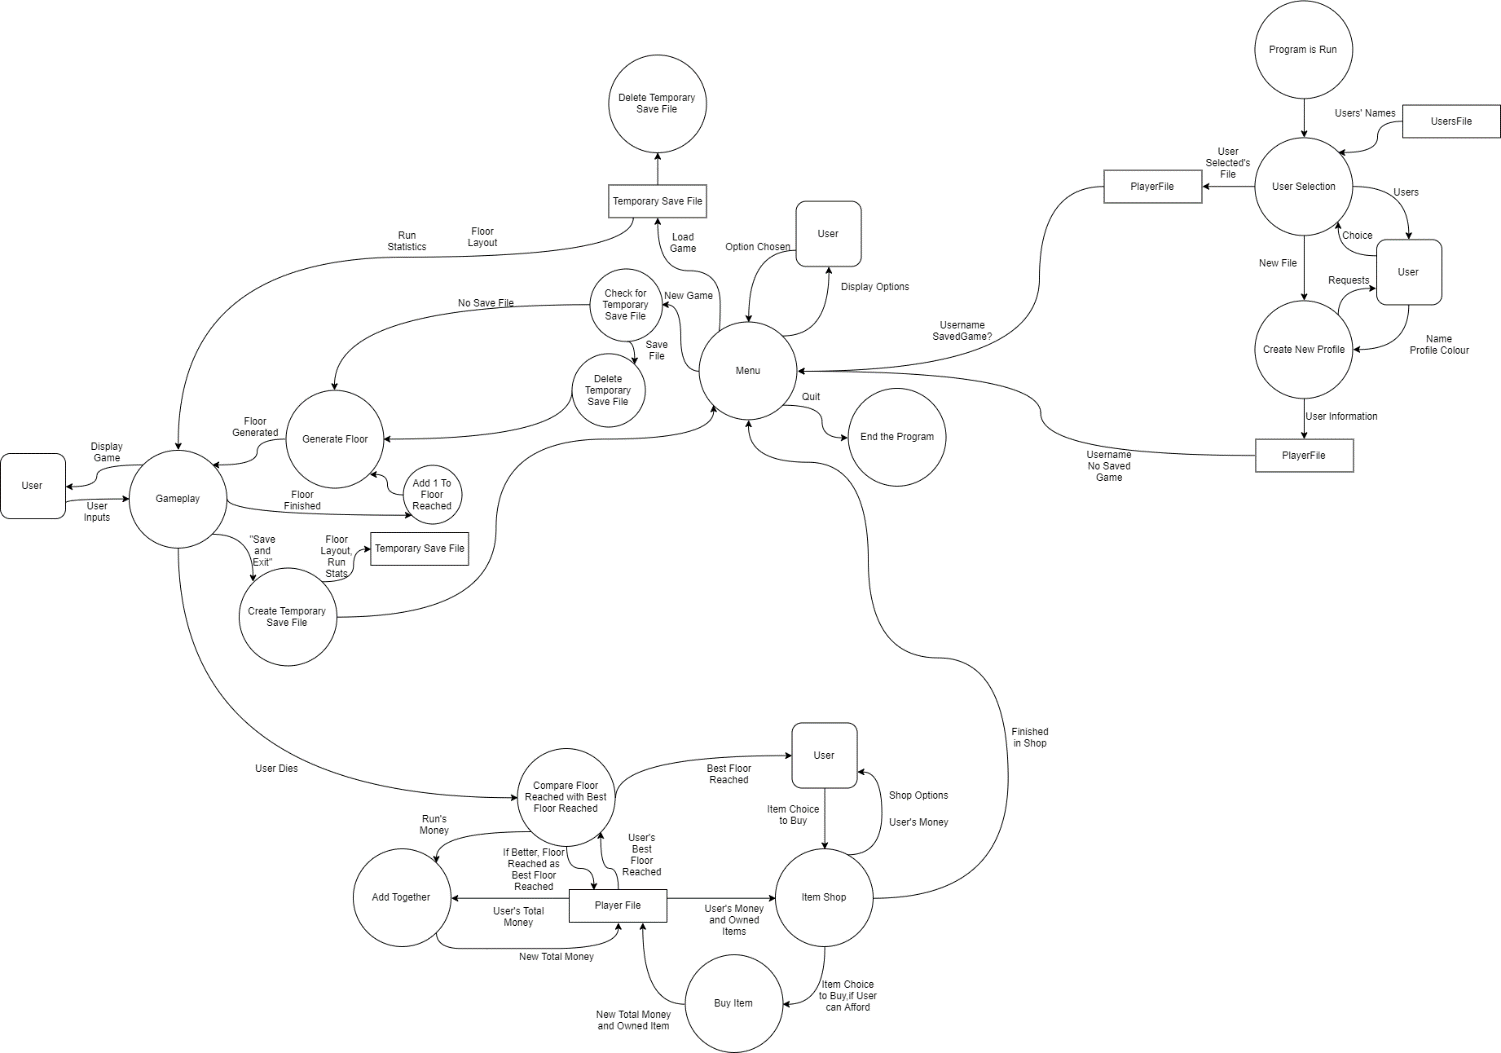 Program is Run
Users' Names
UsersFile
User
Selected's
File
PlayerFile
User Selection
Users
Choice
User
New File
Requests
Create New Profile
Name
Profile Colour
User Information
PlayerFile
Username
SavedGame?
Username
No Saved
Game
Delete Temporary
Save File
Temporary Save File
Run
Statistics
Floor
Layout
Load
Game
User
Option Chosen
Display Options
Check for
Temporary
Save File
New Game
No Save File
Save
File
Delete
Temporary
Save File
Menu
Quit
End the Program
Floor
Generated
Generate Floor
Display
Game
User
User
Inputs
Gameplay
Floor
Finished
Add 1 To
Floor
Reached
"Save
and
Exit"
Floor
Layout,
Run
Stats
Temporary Save File
Create Temporary
Save File
User Dies
Compare Floor
Reached with Best
Floor Reached
Best Floor
Reached
User
Finished
in Shop
Item Choice
to Buy
Shop Options
User's Money
Run's
Money
If Better, Floor
Reached as
Best Floor
Reached
User's
Best
Floor
Reached
Add Together
User's Total
Money
Player File
User's Money
and Owned
Items
Item Shop
New Total Money
Buy Item
Item Choice
to Buy,if User
can Afford
New Total Money
and Owned Item